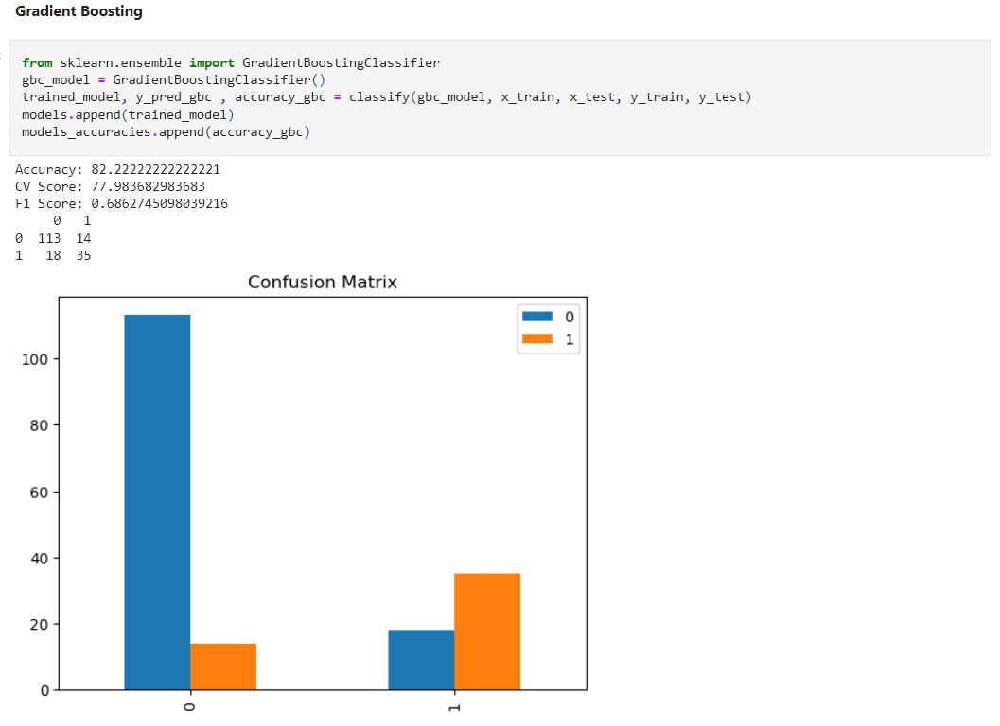 Gradient Boosting
from sklearn.ensemble import GradientBoostingClassifier
gbc_model = GradientBoostingClassifier()
trained_model, y_pred_gbc , accuracy_gbc = classify(gbc_model, x_train, x_test, y_train, y_test)
models.append(trained_model)
models_accuracies.append(accuracy_gbc)
Accuracy: 82.22222222222221
CV Score: 77.983682983683
F1 Score: 0.6862745098039216
0 1
0 113 14
1 18 35
Confusion Matrix
0
1
100
80
60
40
20
0
0 1